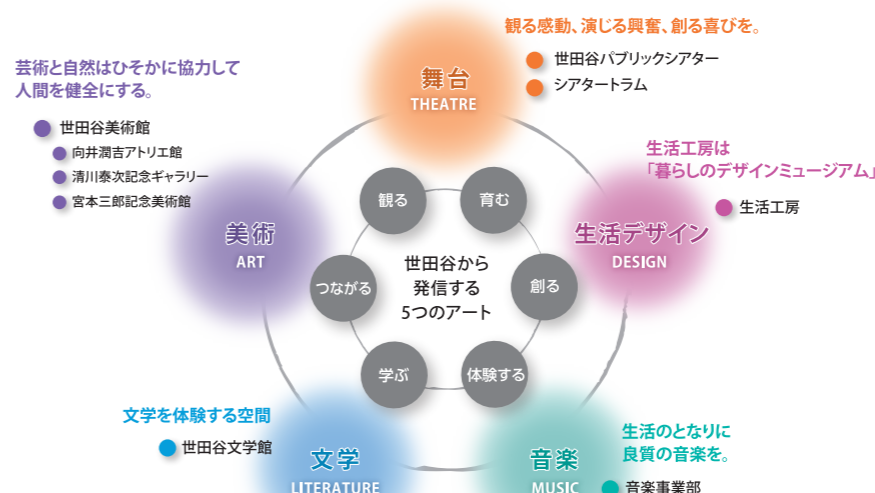 観る感動、演じる興奮、創る喜びを。
世田谷パブリックシアター
シアタートラム
舞台
THEATRE
芸術と自然はひそかに協力して
人間を健全にする。
世田谷美術館
向井潤吉アトリエ館
清川泰次記念ギャラリー
宮本三郎記念美術館
美術
ART
生活工房は
「暮らしのデザインミュージアム」
生活工房
生活デザイン
DESIGN
観る
育む
つながる
創る
学ぶ
体験する
世田谷から
発信する
5つのアート
文学を体験する空間
世田谷文学館
文学
LITERATURE
生活のとなりに
良質の音楽を。
音楽事業部
音楽
MUSIC